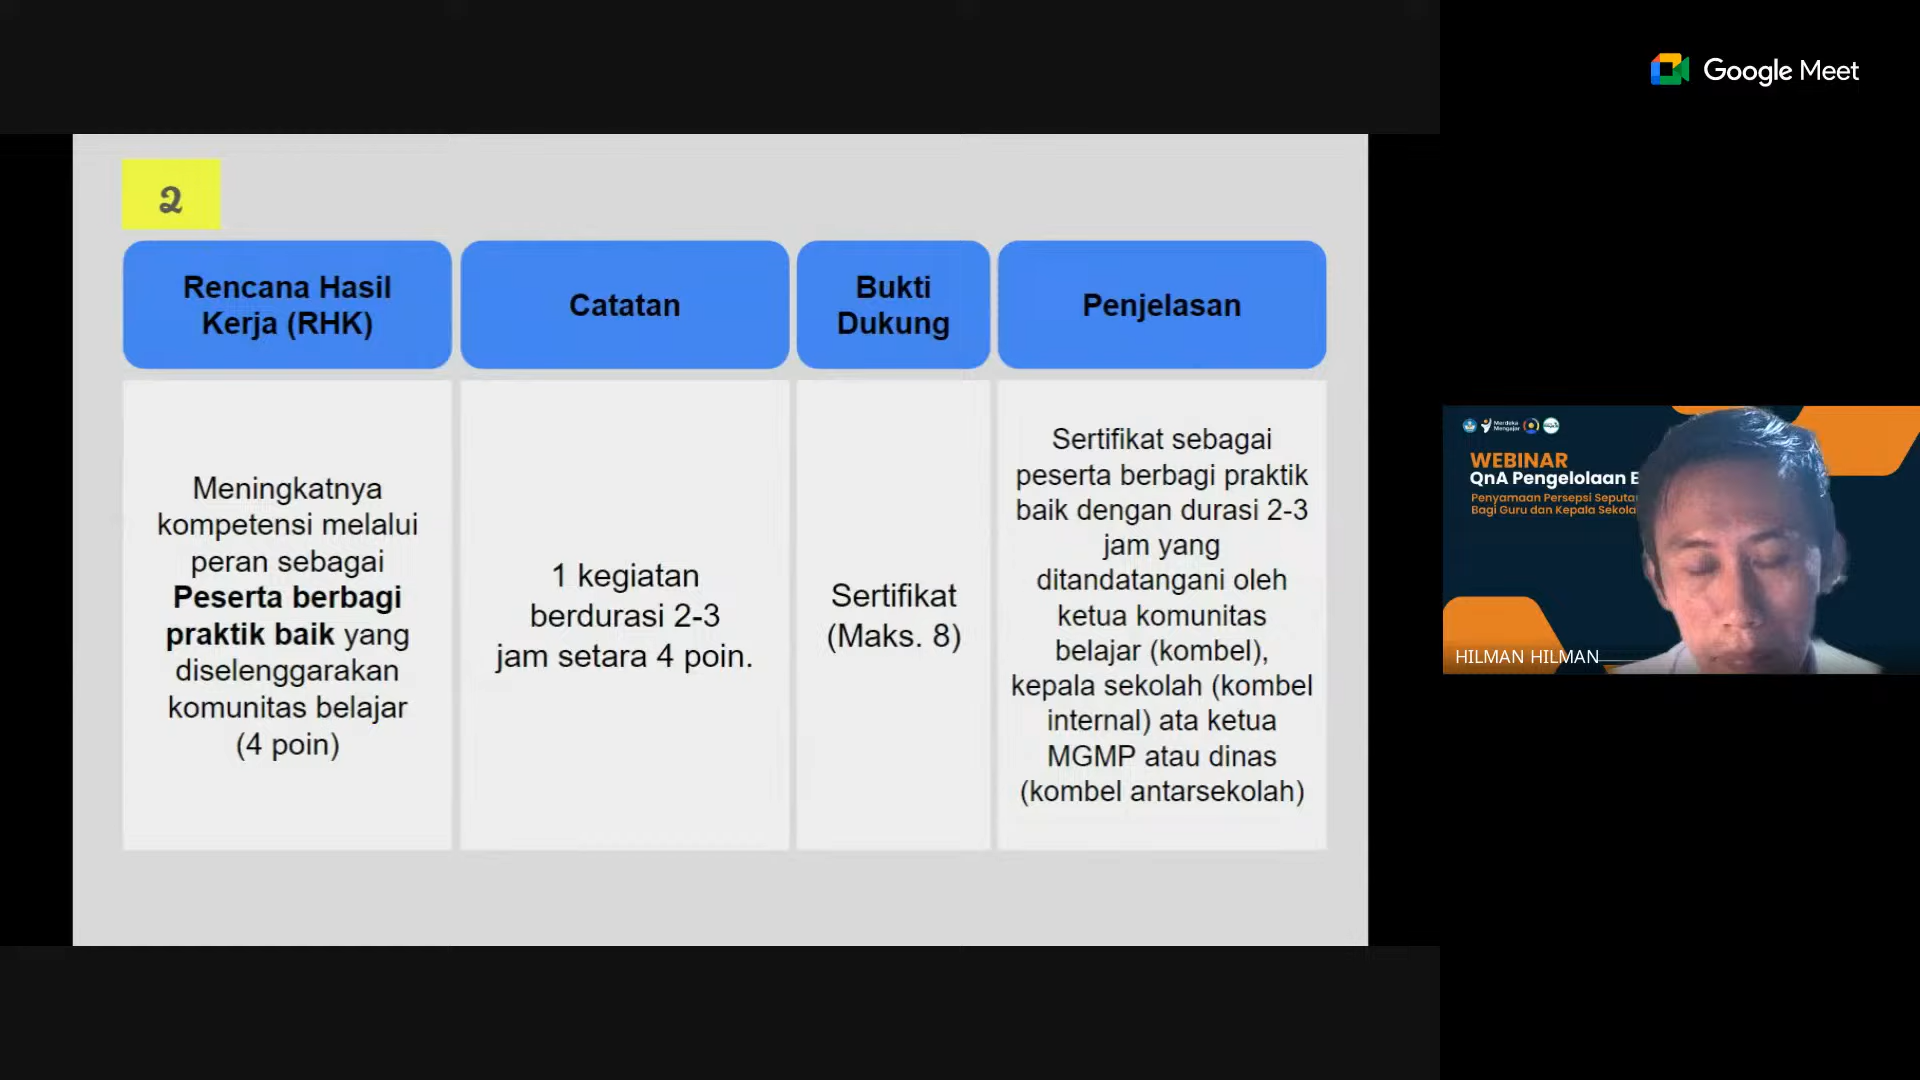 Google Meet
2
Rencana Hasil
Kerja (RHK)
Catatan
Bukti
Dukung
Penjelasan
Meningkatnya
kompetensi melalui
peran sebagai
Peserta berbagi
praktik baik yang
diselenggarakan
komunitas belajar
(4 poin)
1 kegiatan
berdurasi 2-3
jam setara 4 poin.
Sertifikat
(Maks. 8)
Sertifikat sebagai
peserta berbagi praktik
baik dengan durasi 2-3
jam yang
ditandatangani oleh
ketua komunitas
belajar (kombel),
kepala sekolah (kombel
internal) ata ketua
MGMP atau dinas
(kombel antarsekolah)
Merdeka
Mengajar
WEBINAR
QnA Pengelolaan
Penyamaan Persepsi Seputa
Bagi Guru dan Kepala Sekola
HILMAN HILMAN